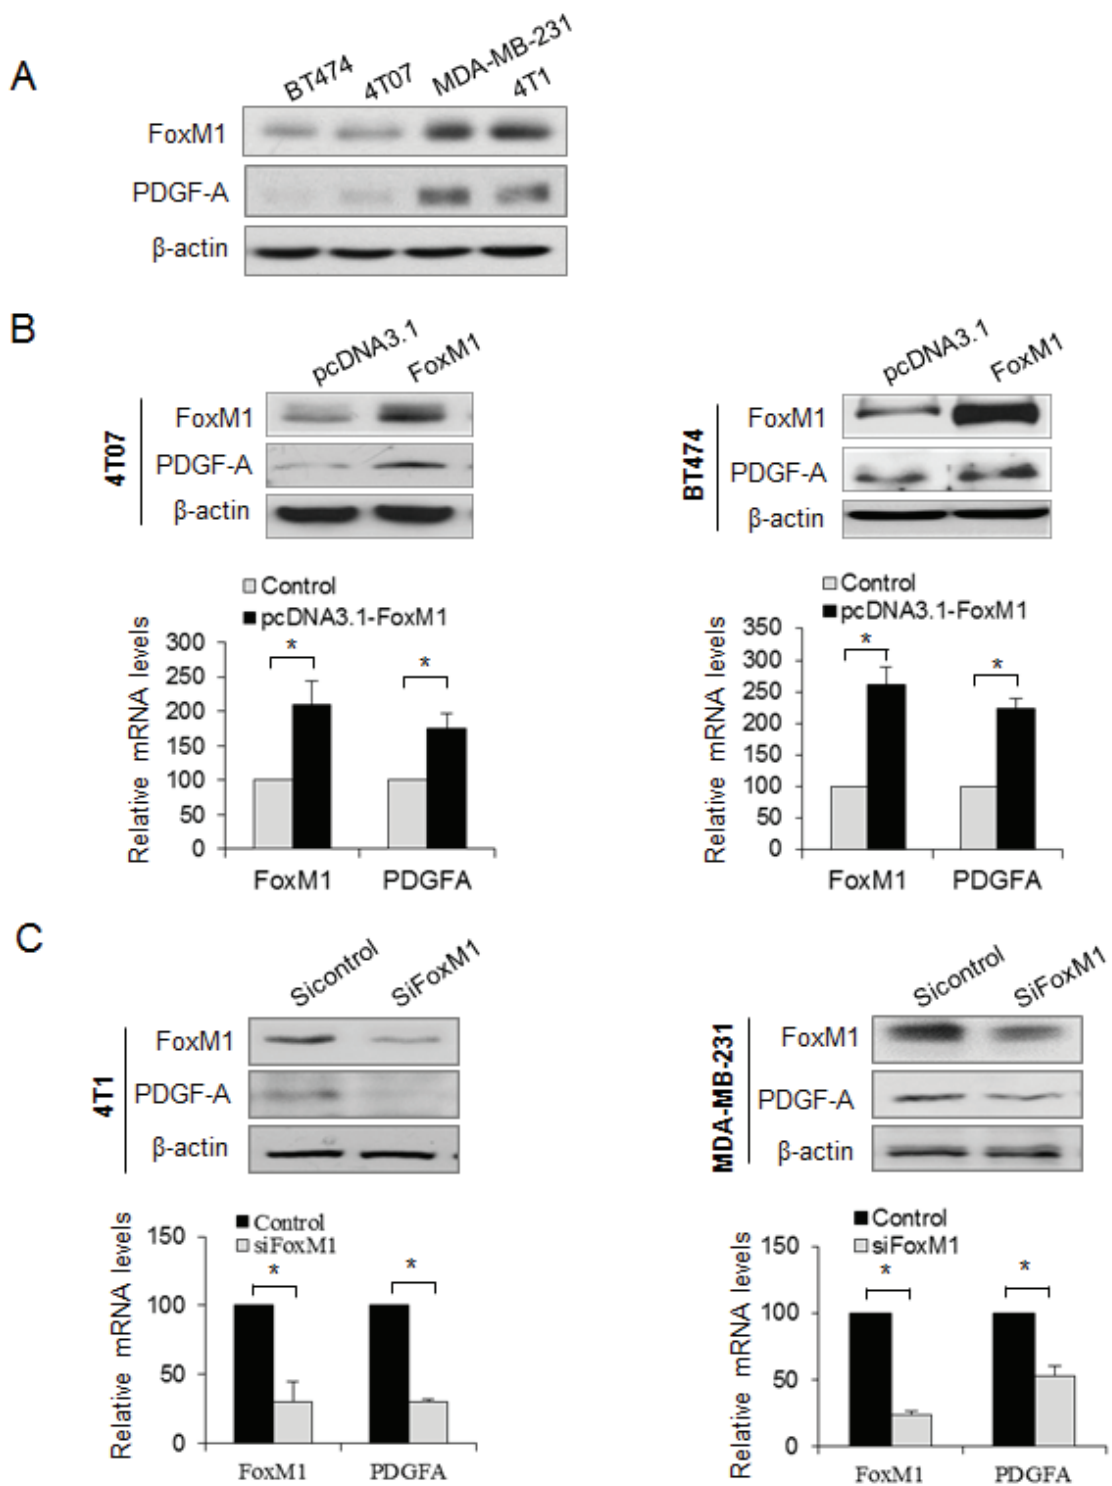 A
BT474 4T07 MDA-MB-231 4T1
FoxM1
PDGF-A
β-actin
B
4T07
pcDNA3.1 FoxM1
FoxM1
PDGF-A
β-actin
Control
pcDNA3.1-FoxM1
Relative mRNA levels
300
250
200
150
100
50
0
* *
FoxM1 PDGFA
BT474
pcDNA3.1 FoxM1
FoxM1
PDGF-A
β-actin
Control
pcDNA3.1-FoxM1
Relative mRNA levels
350
300
250
200
150
100
50
0
* *
FoxM1 PDGFA
C
4T1
Sicontrol SiFoxM1
FoxM1
PDGF-A
β-actin
Control
siFoxM1
Relative mRNA levels
150
100
50
0
* *
FoxM1 PDGFA
MDA-MB-231
Sicontrol SiFoxM1
FoxM1
PDGF-A
β-actin
Control
siFoxM1
Relative mRNA levels
150
100
50
0
* *
FoxM1 PDGFA